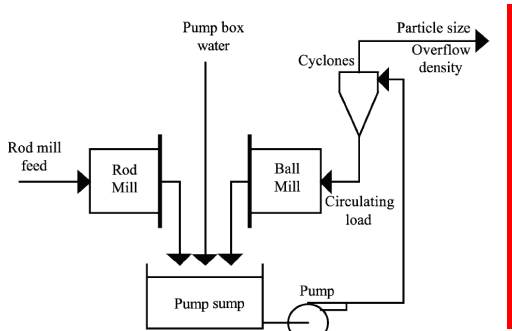 Pump box
water
Particle size
Overflow
density
Cyclones
Rod mill
feed
Rod
Mill
Ball
Mill
Circulating
load
Pump
Pump sump